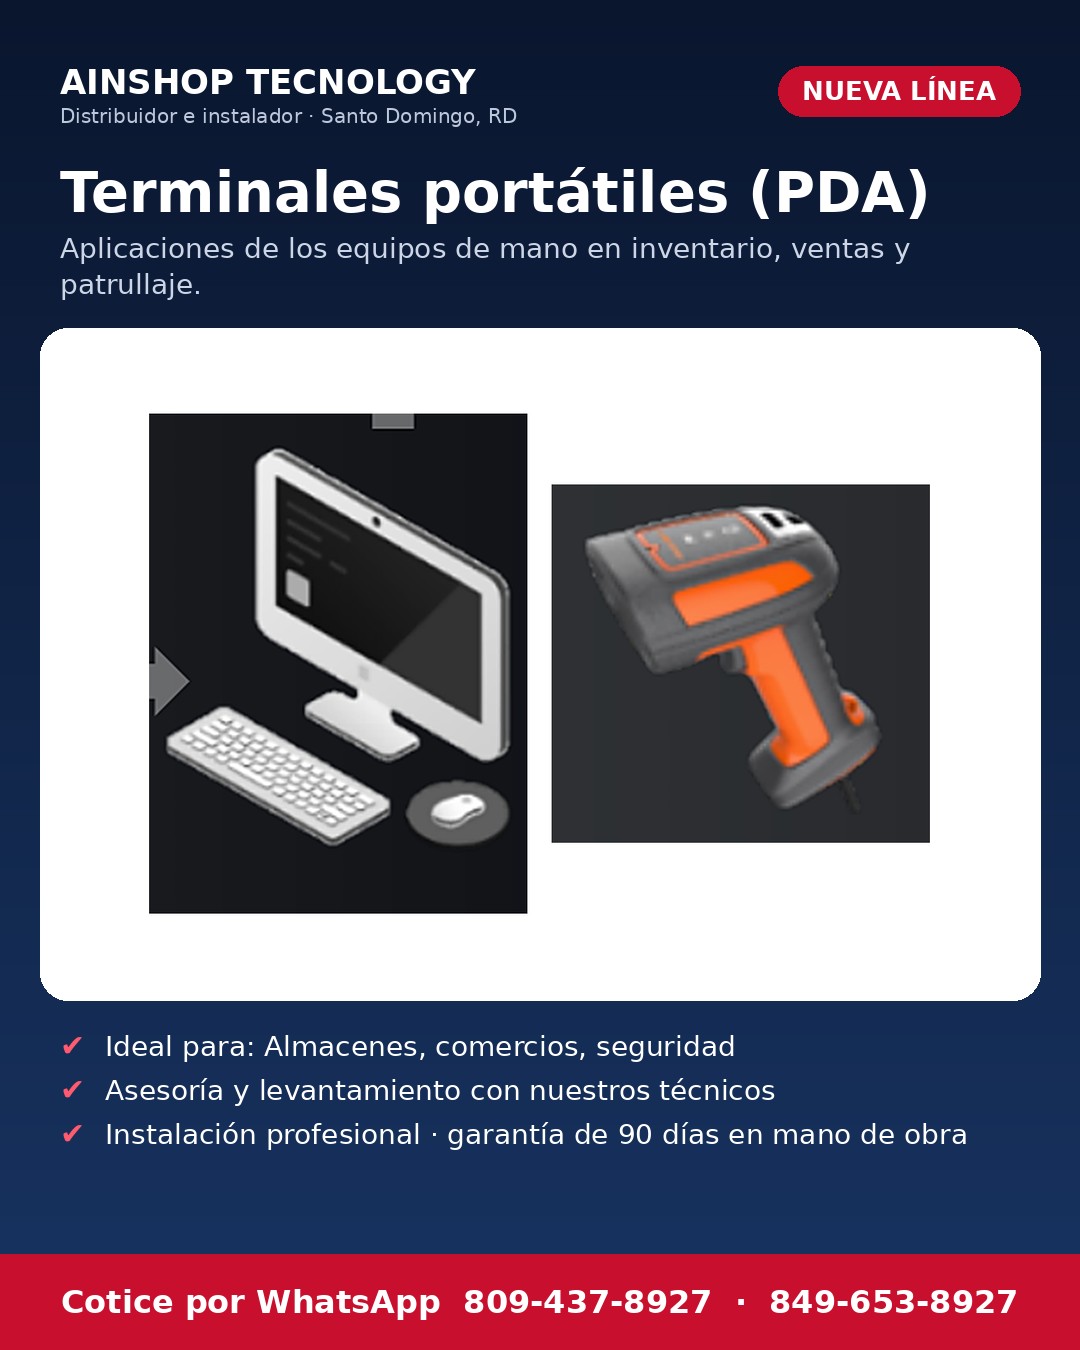 AINSHOP TECNOLOGY
NUEVA LÍNEA
Distribuidor e instalador · Santo Domingo, RD
Terminales portátiles (PDA)
Aplicaciones de los equipos de mano en inventario, ventas y
patrullaje.
✔ Ideal para: Almacenes, comercios, seguridad
✔ Asesoría y levantamiento con nuestros técnicos
✔ Instalación profesional · garantía de 90 días en mano de obra
Cotice por WhatsApp 809-437-8927 · 849-653-8927